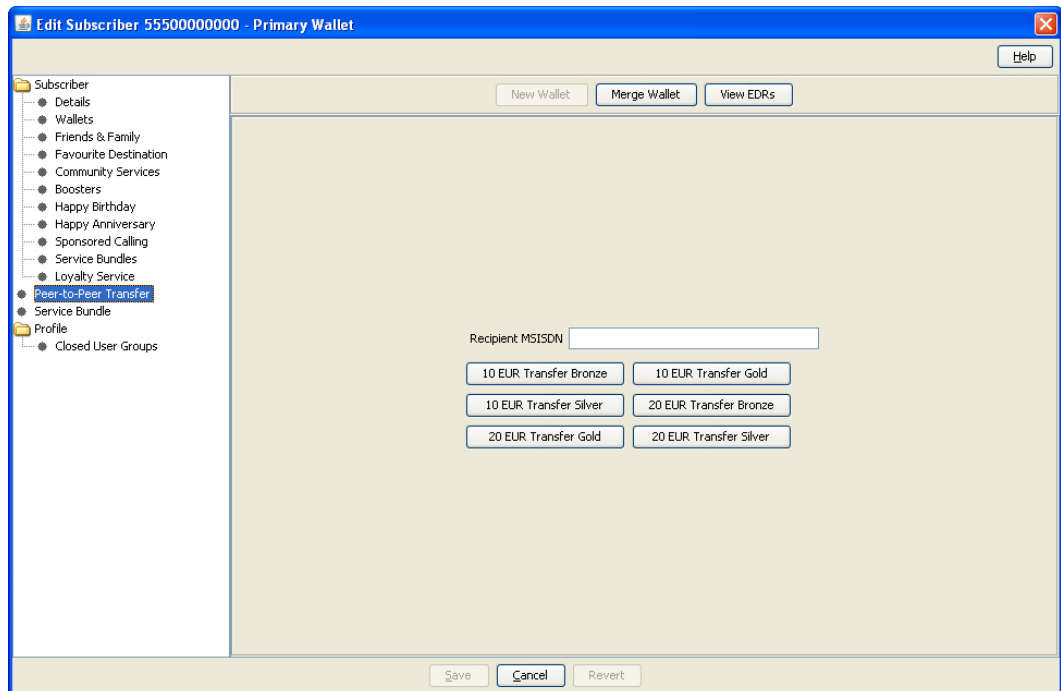 Edit Subscriber 55500000000 - Primary Wallet
Help
Subscriber
Details
Wallets
Friends & Family
Favourite Destination
Community Services
Boosters
Happy Birthday
Happy Anniversary
Sponsored Calling
Service Bundles
Loyalty Service
Peer-to-Peer Transfer
Service Bundle
Profile
Closed User Groups
New Wallet Merge Wallet View EDRs
Recipient MSISDN
10 EUR Transfer Bronze 10 EUR Transfer Gold
10 EUR Transfer Silver 20 EUR Transfer Bronze
20 EUR Transfer Gold 20 EUR Transfer Silver
Save Cancel Revert